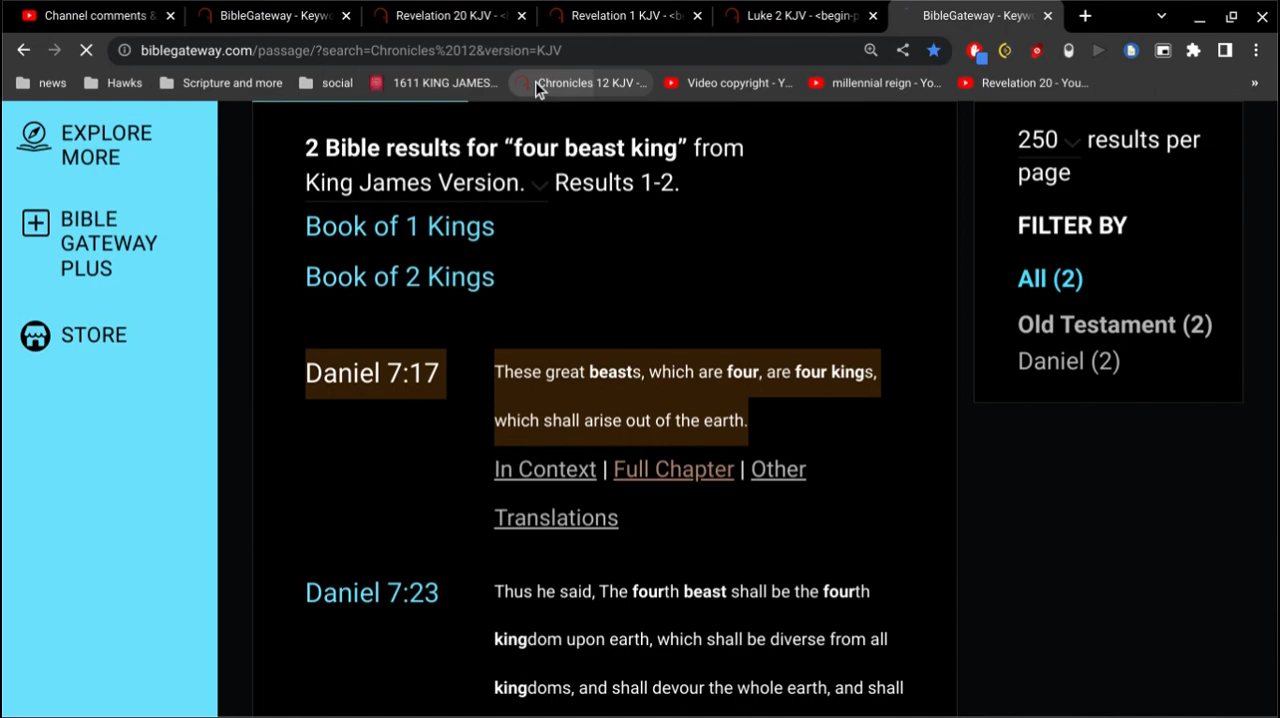 Channel comments &
BibleGateway - Keyw
Revelation 20 KJV - <
Revelation 1 KJV - <b
Luke 2 KJV - <begin-p
BibleGateway - Keyw
biblegateway.com/passage/?search=Chronicles%2012&version=KJV
news
Hawks
Scripture and more
social
1611 KING JAMES...
Chronicles 12 KJV -...
Video copyright - Y...
millennial reign - Yo...
Revelation 20 - You...
»
EXPLORE
MORE
BIBLE
GATEWAY
PLUS
STORE
2 Bible results for “four beast king” from
King James Version. Results 1-2.
Book of 1 Kings
Book of 2 Kings
Daniel 7:17
These great beasts, which are four, are four kings,
which shall arise out of the earth.
In Context | Full Chapter | Other
Translations
Daniel 7:23
Thus he said, The fourth beast shall be the fourth
kingdom upon earth, which shall be diverse from all
kingdoms, and shall devour the whole earth, and shall
250 results per
page
FILTER BY
All (2)
Old Testament (2)
Daniel (2)